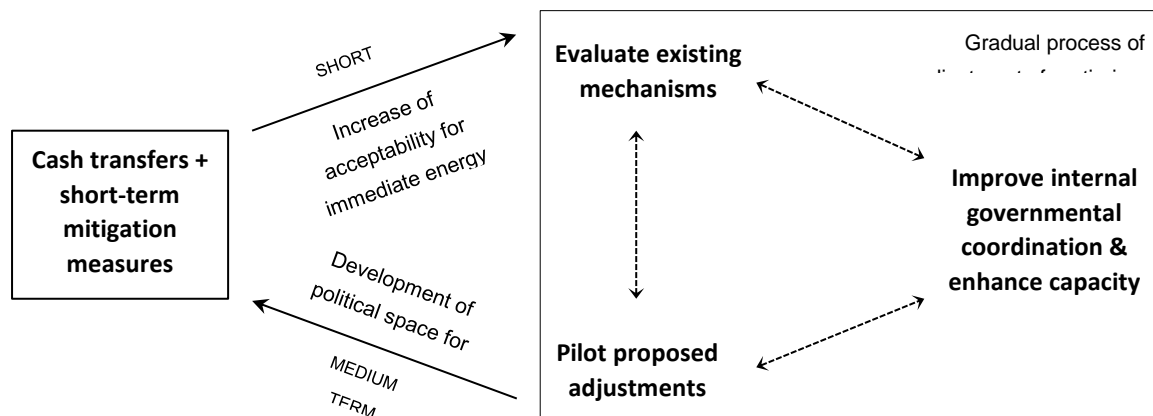 Cash transfers +
short-term
mitigation
measures
SHORT
Increase of
acceptability for
immediate energy
Development of
political space for
MEDIUM
TERM
Evaluate existing
mechanisms
Gradual process of
Improve internal
governmental
coordination &
enhance capacity
Pilot proposed
adjustments